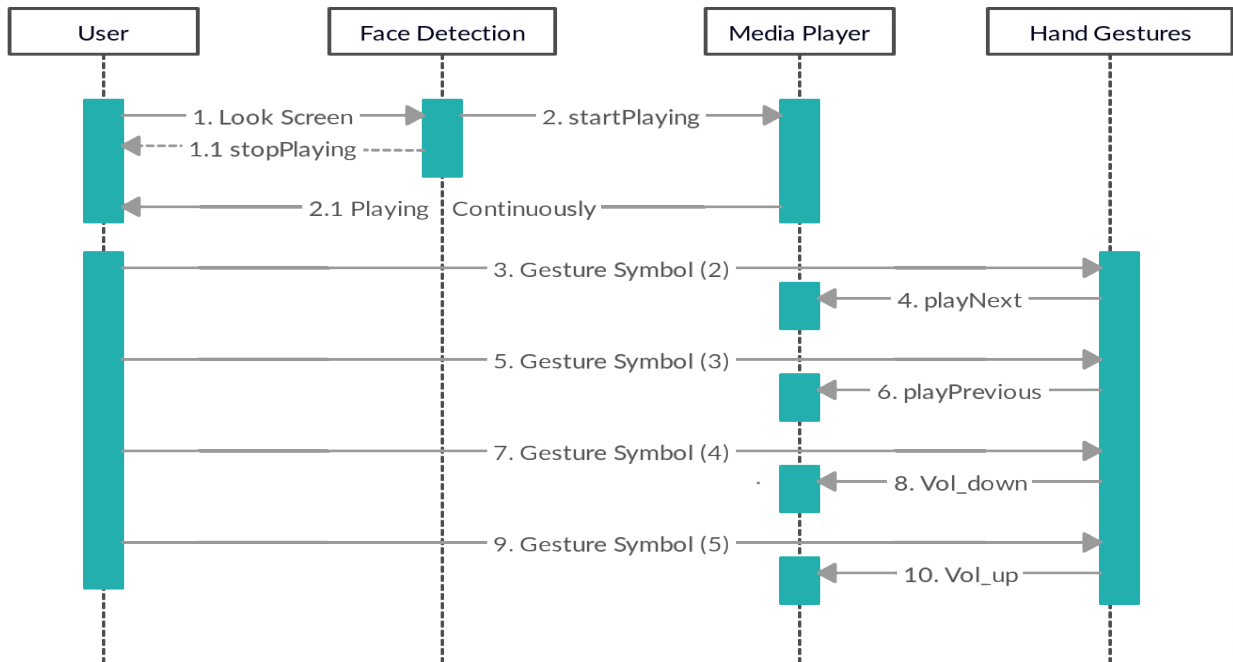 User
Face Detection
Media Player
Hand Gestures
1. Look Screen
2. startPlaying
1.1 stopPlaying
2.1 Playing Continuously
3. Gesture Symbol (2)
4. playNext
5. Gesture Symbol (3)
6. playPrevious
7. Gesture Symbol (4)
8. Vol_down
9. Gesture Symbol (5)
10. Vol_up